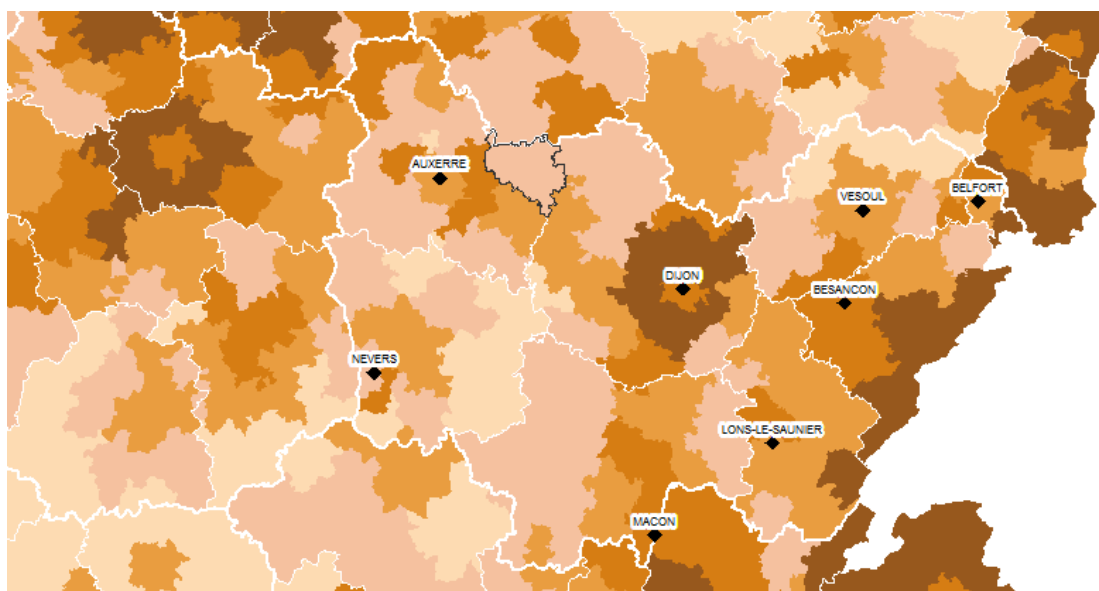 AUXERRE
BELFORT
VESOUL
DIJON
BESANCON
NEVERS
LONS-LE-SAUNIER
MACON